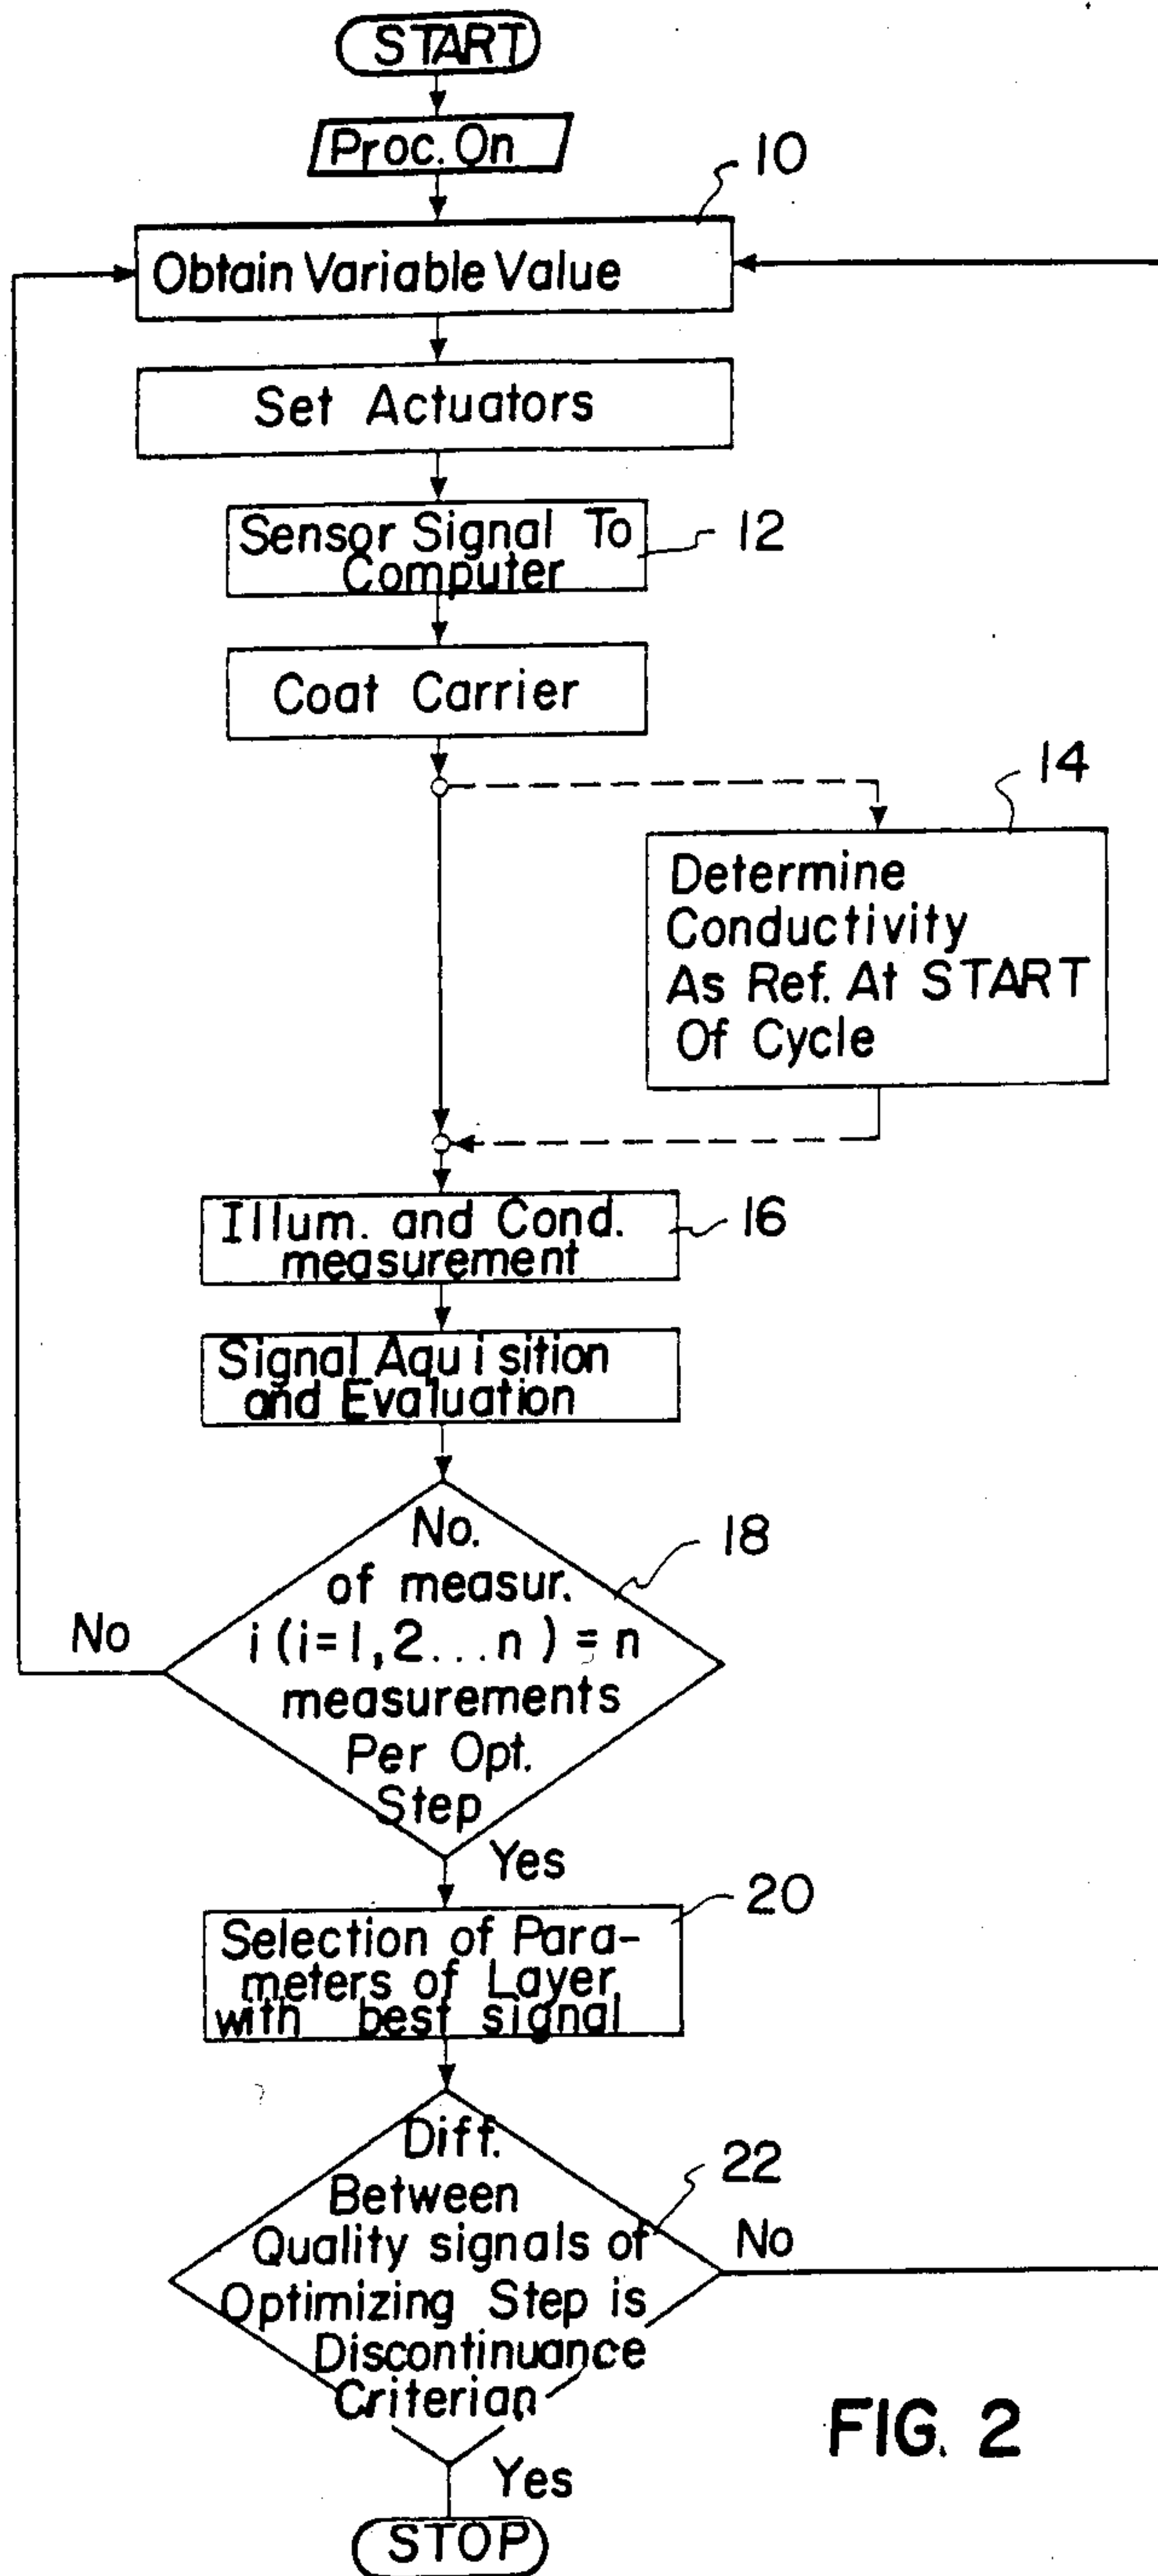 START
Proc. On
10
Obtain Variable Value
Set Actuators
Sensor Signal To
Computer
12
Coat Carrier
14
Determine
Conductivity
As Ref. At START
Of Cycle
Illum. and Cond.
measurement
16
Signal Aquisition
and Evaluation
No.
of measur.
i (i=1,2...n) = n
measurements
Per Opt.
Step
18
No
Yes
Selection of Para-
meters of Layer
with best signal
20
Diff.
Between
Quality signals of
Optimizing Step is
Discontinuance
Criterian
22
No
Yes
STOP
FIG. 2